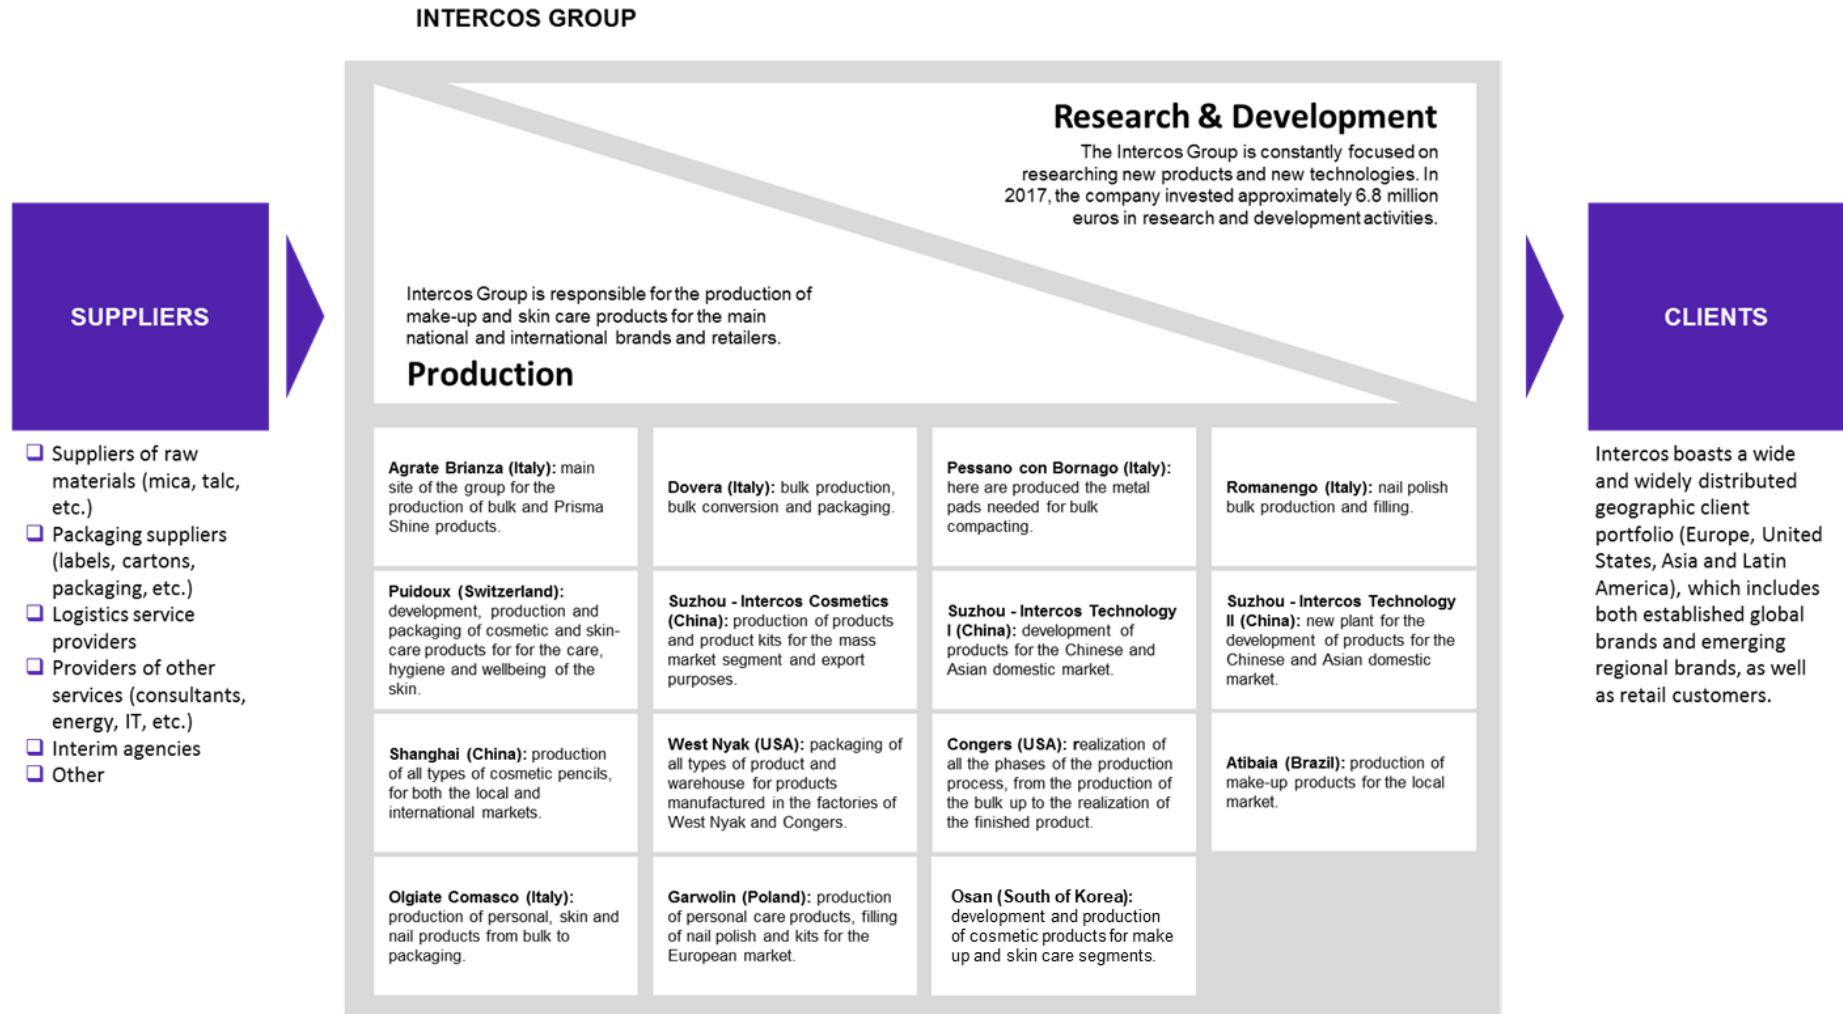 INTERCOS GROUP
Research & Development
The Intercos Group is constantly focused on
researching new products and new technologies. In
2017, the company invested approximately 6.8 million
euros in research and development activities.
Intercos Group is responsible for the production of
make-up and skin care products for the main
national and international brands and retailers.
Production
SUPPLIERS
❑ Suppliers of raw
materials (mica, talc,
etc.)
❑ Packaging suppliers
(labels, cartons,
packaging, etc.)
❑ Logistics service
providers
❑ Providers of other
services (consultants,
energy, IT, etc.)
❑ Interim agencies
❑ Other
Agrate Brianza (Italy): main
site of the group for the
production of bulk and Prisma
Shine products.
Dovera (Italy): bulk production,
bulk conversion and packaging.
Pessano con Bornago (Italy):
here are produced the metal
pads needed for bulk
compacting.
Romanengo (Italy): nail polish
bulk production and filling.
Puidoux (Switzerland):
development, production and
packaging of cosmetic and skin-
care products for for the care,
hygiene and wellbeing of the
skin.
Suzhou - Intercos Cosmetics
(China): production of products
and product kits for the mass
market segment and export
purposes.
Suzhou - Intercos Technology
I (China): development of
products for the Chinese and
Asian domestic market.
Suzhou - Intercos Technology
II (China): new plant for the
development of products for the
Chinese and Asian domestic
market.
Shanghai (China): production
of all types of cosmetic pencils,
for both the local and
international markets.
West Nyak (USA): packaging of
all types of product and
warehouse for products
manufactured in the factories of
West Nyak and Congers.
Congers (USA): realization of
all the phases of the production
process, from the production of
the bulk up to the realization of
the finished product.
Atibaia (Brazil): production of
make-up products for the local
market.
Olgiate Comasco (Italy):
production of personal, skin and
nail products from bulk to
packaging.
Garwolin (Poland): production
of personal care products, filling
of nail polish and kits for the
European market.
Osan (South of Korea):
development and production
of cosmetic products for make
up and skin care segments.
CLIENTS
Intercos boasts a wide
and widely distributed
geographic client
portfolio (Europe, United
States, Asia and Latin
America), which includes
both established global
brands and emerging
regional brands, as well
as retail customers.